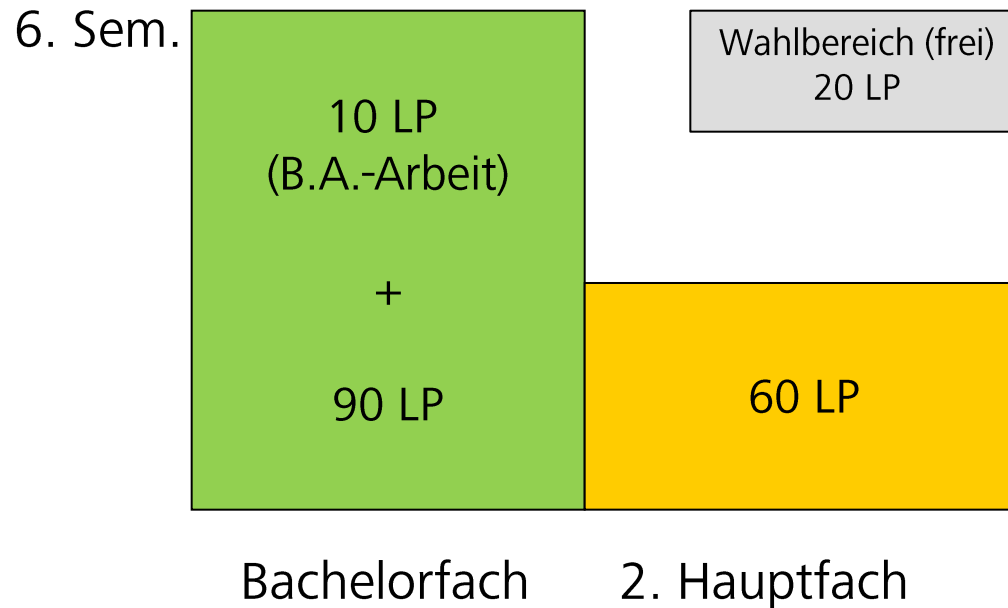 6. Sem.
10 LP
(B.A.-Arbeit)
+
90 LP
Wahlbereich (frei)
20 LP
60 LP
Bachelorfach
2. Hauptfach